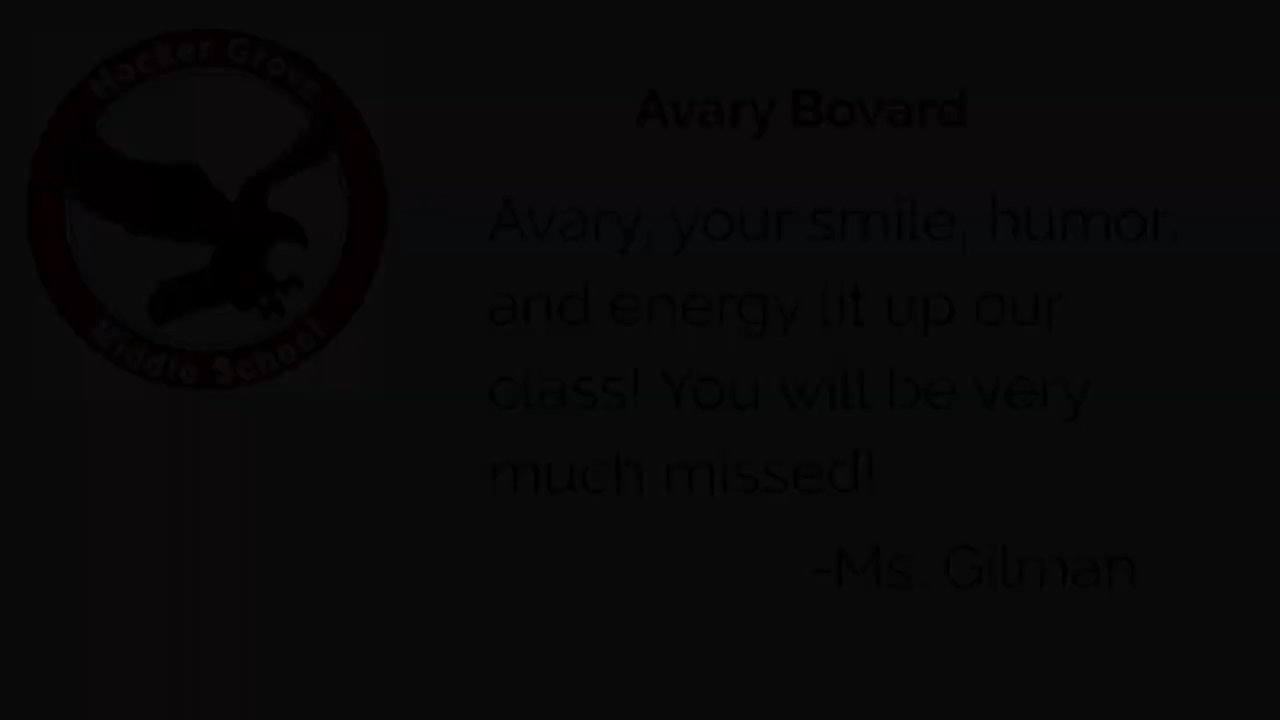 Hocker Grove
Middle School
Avary Bovard
Avary, your smile, humor,
and energy lit up our
class! You will be very
much missed!
-Ms. Gilman